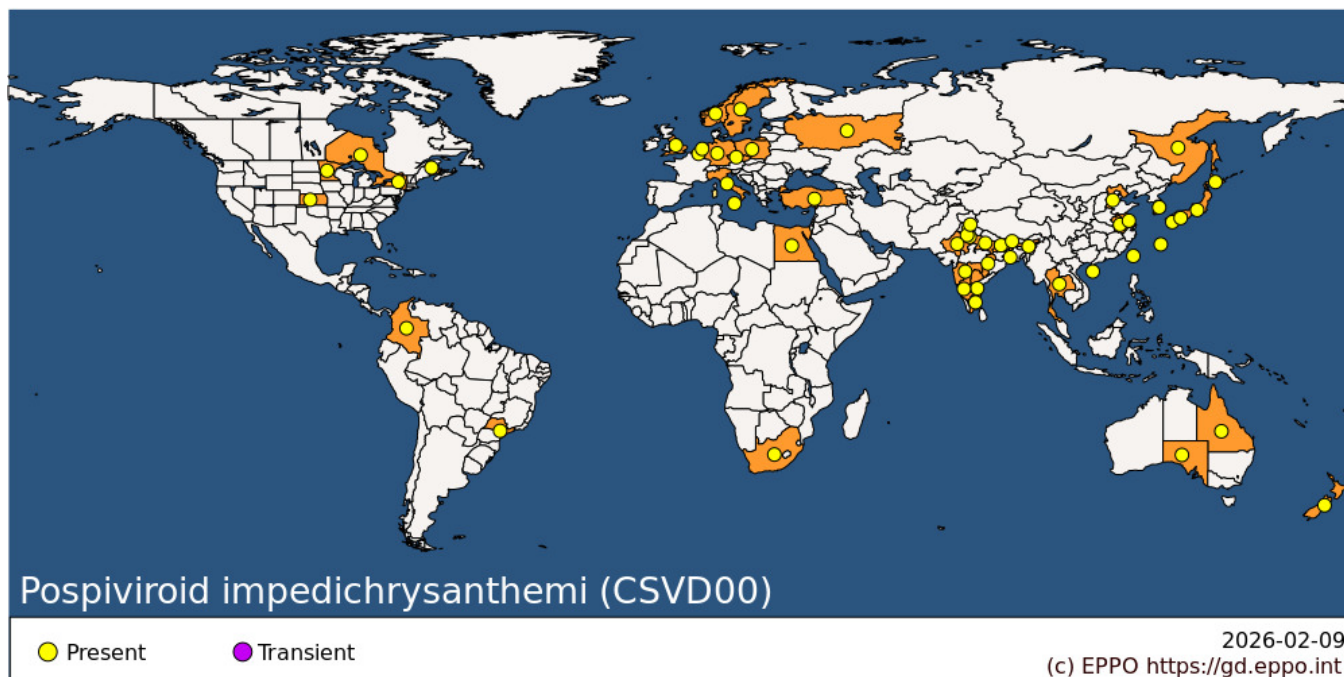 Pospiviroid impedichrysanthemi (CSVD00)
Present
Transient
2026-02-09
(c) EPPO https://gd.eppo.int